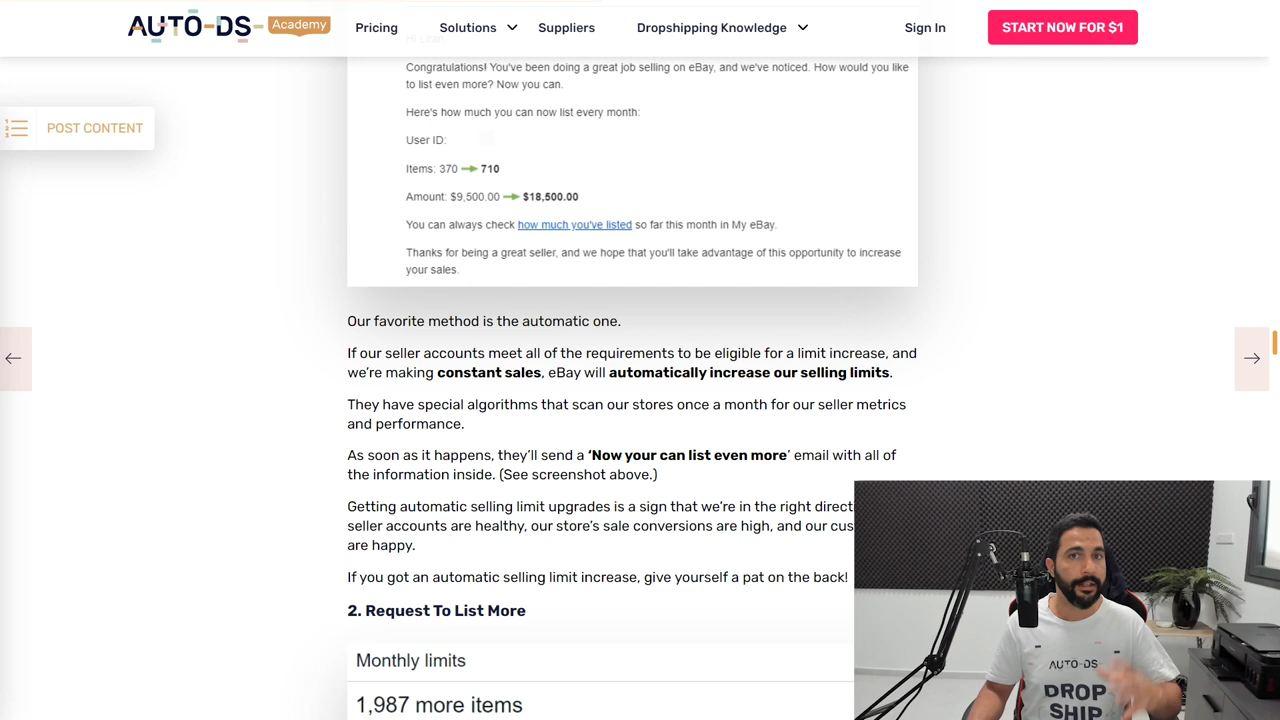 AUTO-DS- Academy
Pricing
Solutions
Suppliers
Dropshipping Knowledge
Sign In
START NOW FOR $1
POST CONTENT
Congratulations! You've been doing a great job selling on eBay, and we've noticed. How would you like
to list even more? Now you can.
Here's how much you can now list every month:
User ID:
Items: 370 → 710
Amount: $9,500.00 → $18,500.00
You can always check how much you've listed so far this month in My eBay.
Thanks for being a great seller, and we hope that you'll take advantage of this opportunity to increase
your sales.
Our favorite method is the automatic one.
If our seller accounts meet all of the requirements to be eligible for a limit increase, and
we're making constant sales, eBay will automatically increase our selling limits.
They have special algorithms that scan our stores once a month for our seller metrics
and performance.
As soon as it happens, they'll send a 'Now your can list even more' email with all of
the information inside. (See screenshot above.)
Getting automatic selling limit upgrades is a sign that we're in the right direct
seller accounts are healthy, our store's sale conversions are high, and our cus
are happy.
If you got an automatic selling limit increase, give yourself a pat on the back!
2. Request To List More
Monthly limits
1,987 more items
AUTO-DS-
DROP
SHIP